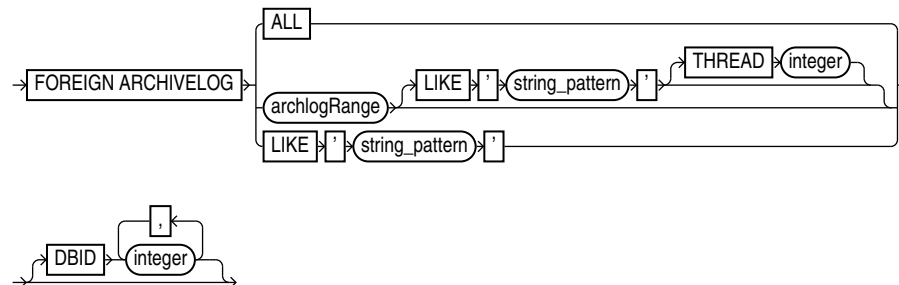 ALL
FOREIGN ARCHIVELOG archlogRange LIKE ' string_pattern ' THREAD integer
LIKE ' string_pattern '
DBID integer ,